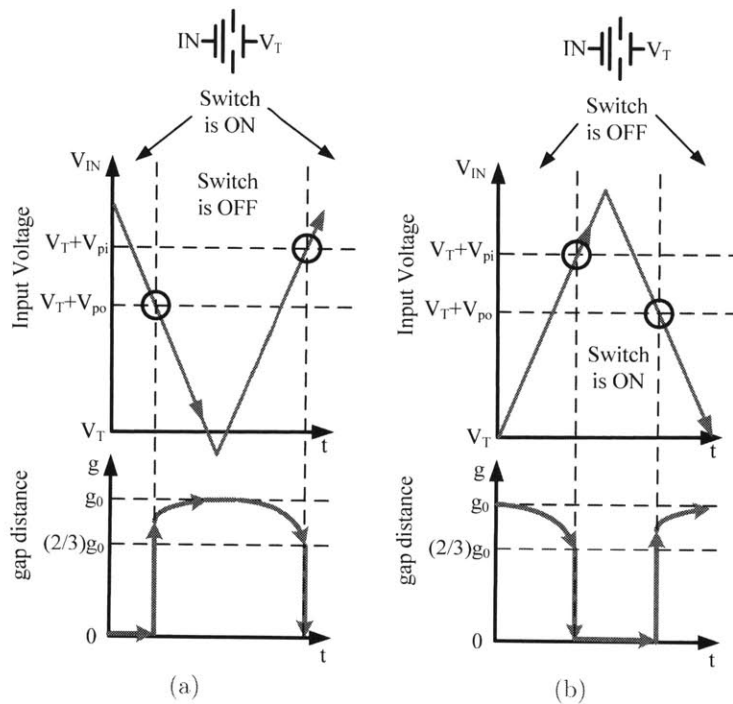 IN V_T
Switch
is ON
V_IN
Switch
is OFF
V_T+V_pi
V_T+V_po
Input Voltage
V_T
t
g
g_0
(2/3)g_0
gap distance
0
t
(a)
IN V_T
Switch
is OFF
V_IN
V_T+V_pi
V_T+V_po
Input Voltage
Switch
is ON
V_T
t
g
g_0
(2/3)g_0
gap distance
0
t
(b)